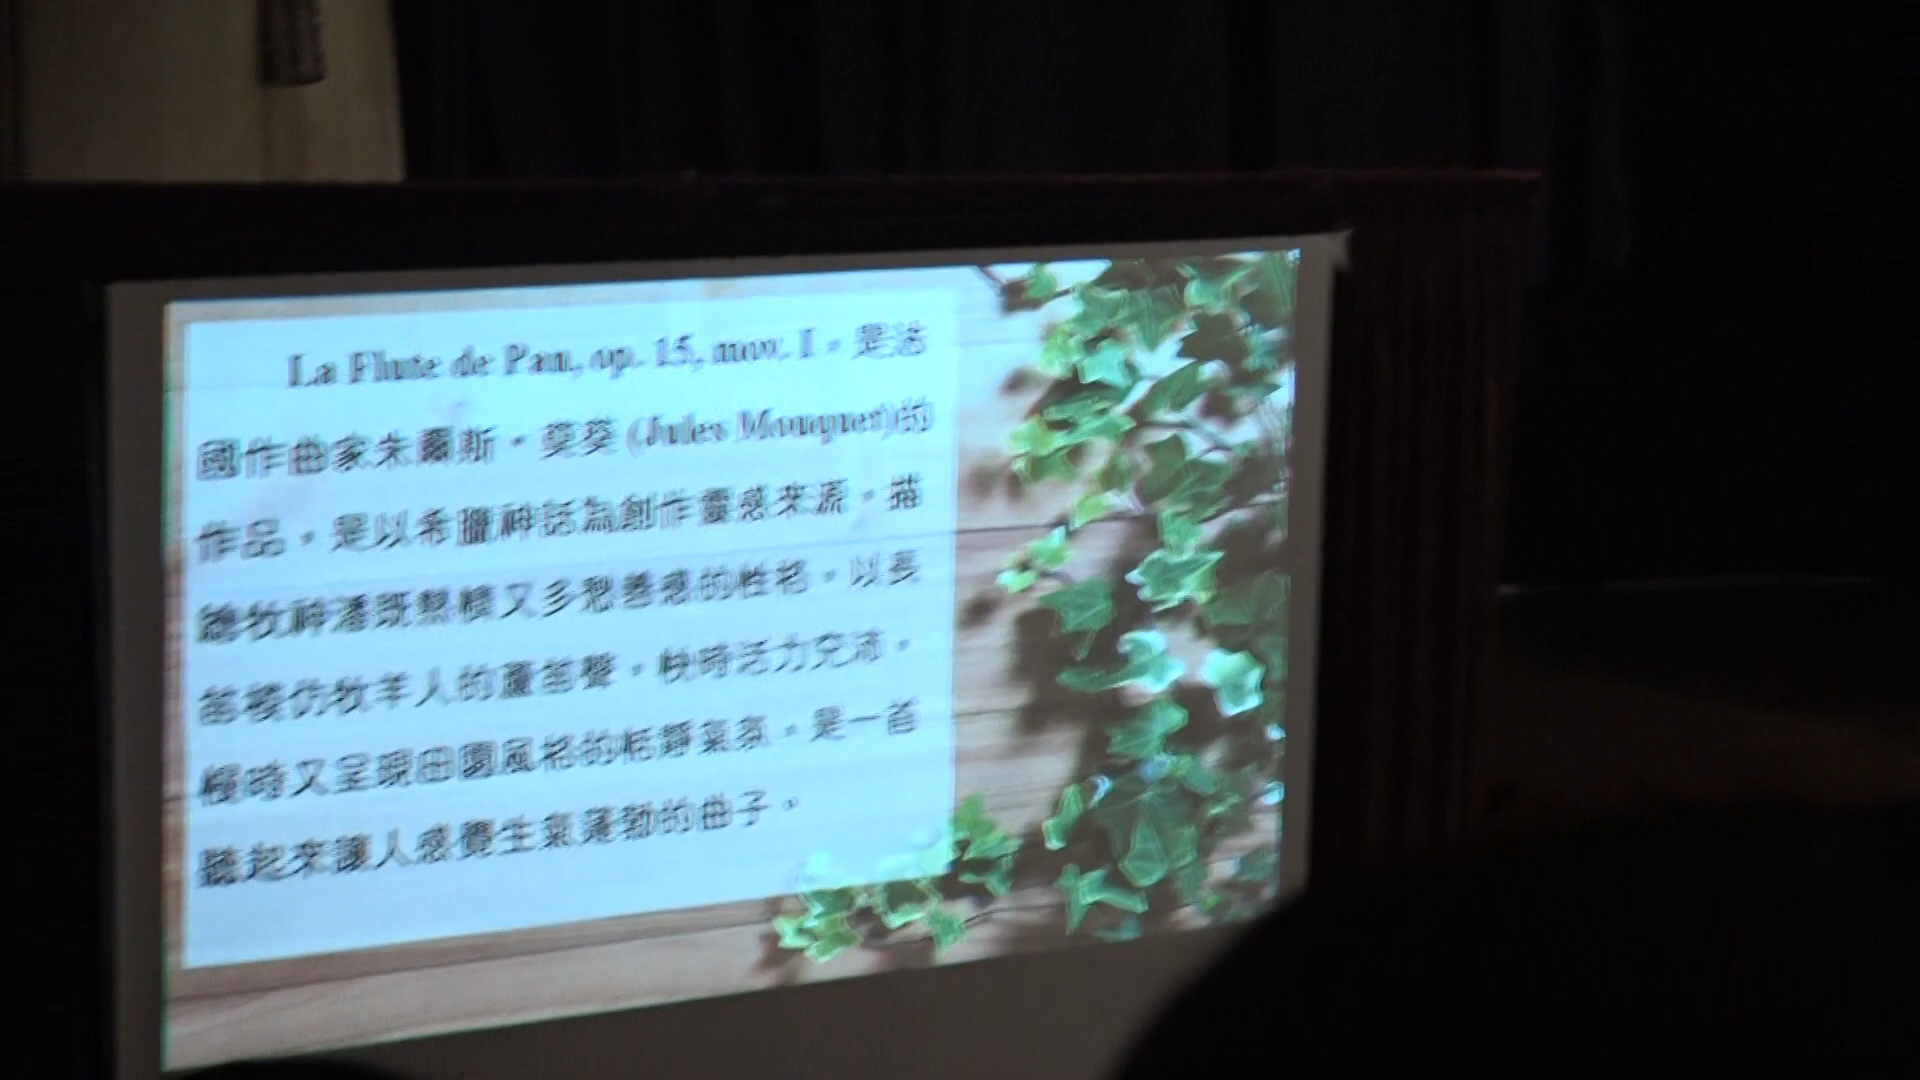 La Flute de Pan, op. 15, mov. I，是法
國作曲家朱爾斯・葵葵 (Jules Mouquer)的
作品，是以希臘神話為創作靈感來源，描
繪牧神潘既熱情又多愁善感的性格，以長
笛模仿牧羊人的蘆笛聲，快時活力充沛，
慢時又呈現田園風格的恬靜氣氛，是一首
聽起來讓人感覺生氣蓬勃的曲子。